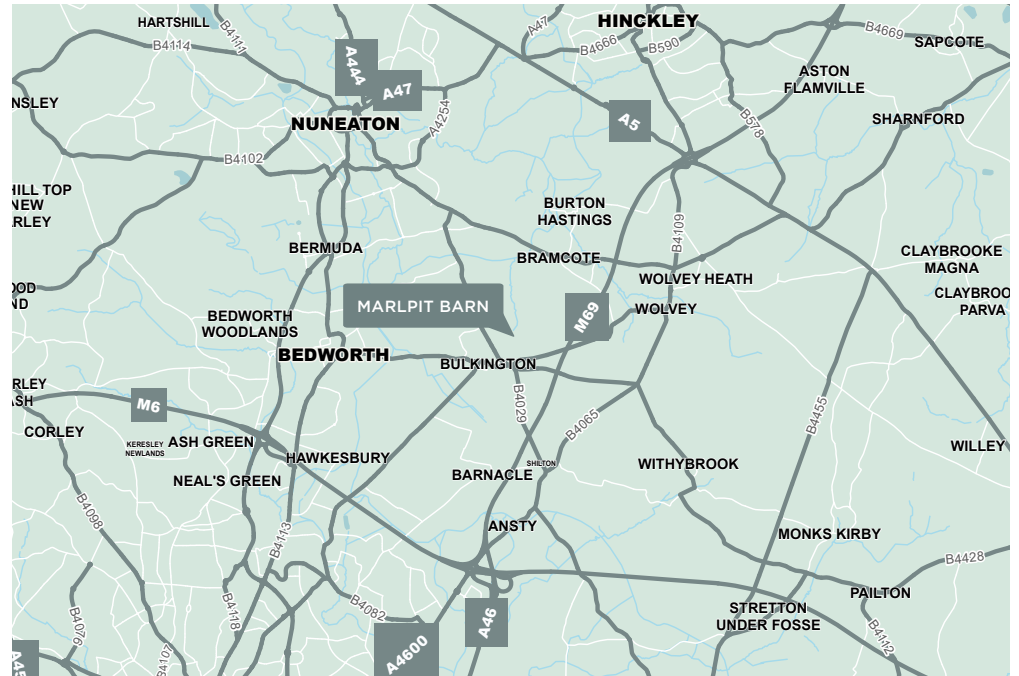 HARTSHILL
B4111
A47
HINCKLEY
B4114
B4666
B590
B4669
SAPCOTE
A444
A47
ASTON
FLAMVILLE
NSLEY
A5
A4254
B578
SHARNFORD
NUNEATON
B4102
HILL TOP
NEW
RLEY
BURTON
HASTINGS
BERMUDA
B4109
BRAMCOTE
CLAYBROOKE
MAGNA
WOLVEY HEATH
OOD
ND
CLAYBROO
PARVA
MARLPIT BARN
M69
WOLVEY
BEDWORTH
WOODLANDS
BEDWORTH
BULKINGTON
RLEY
ASH
M6
B4029
B4455
B4065
CORLEY
KERESLEY
NEWLANDS
ASH GREEN
WILLEY
HAWKESBURY
BARNACLE
SHILTON
WITHYBROOK
NEAL'S GREEN
B4098
ANSTY
MONKS KIRBY
B4113
B4428
PAILTON
B4118
B4082
A46
STRETTON
UNDER FOSSE
B4076
B4112
B4107
A4600
A45